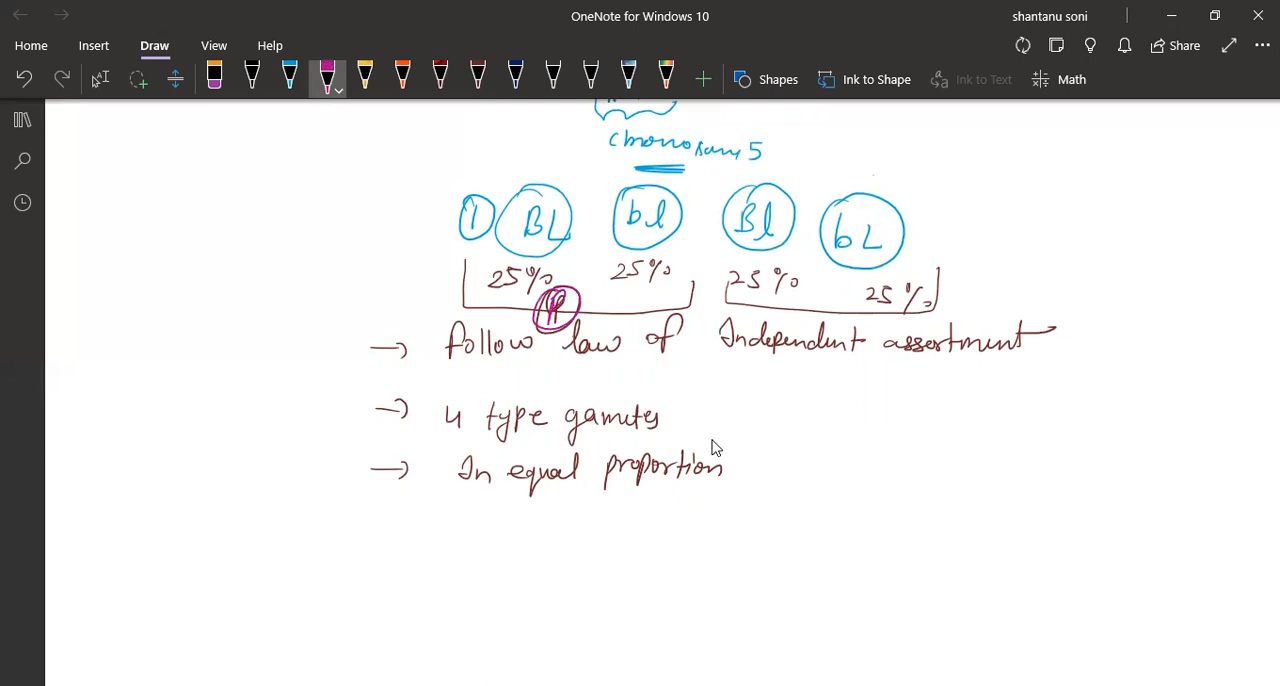 OneNote for Windows 10
shantanu soni
Home Insert Draw View Help
Share
Shapes Ink to Shape Ink to Text Math
chromosome 5
1 BL bl Bl bL
25% 25% 25% 25%
P
→ follow law of Independent assortment
→ 4 type gametes
→ In equal proportion